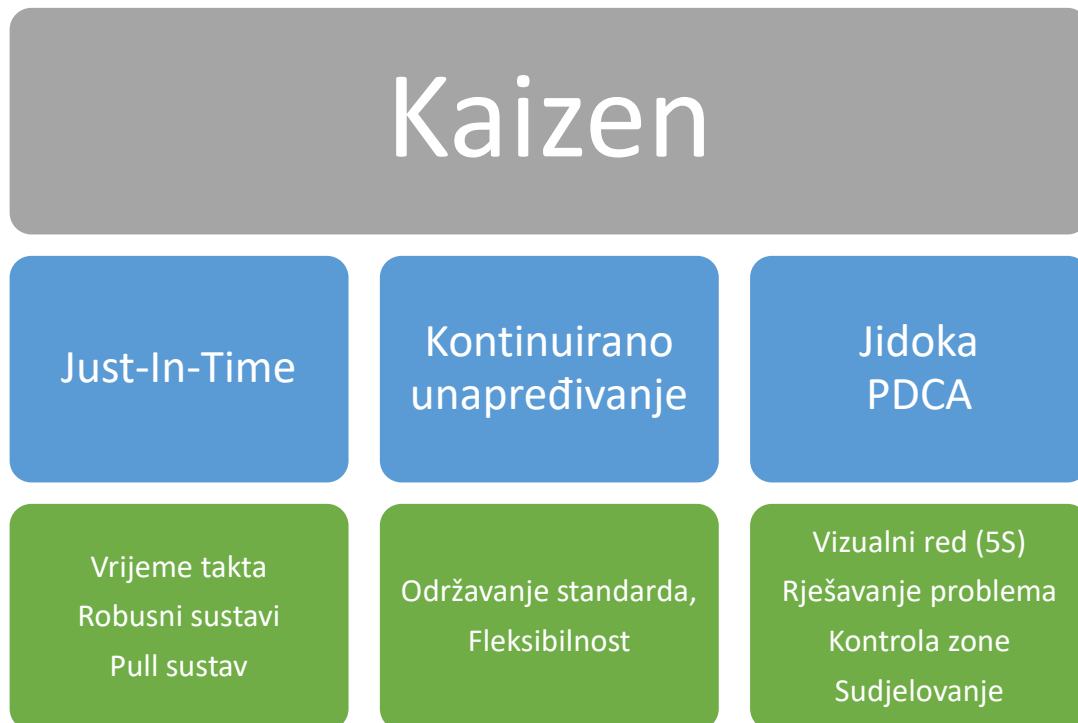 Kaizen
Just-In-Time
Kontinuirano
unapređivanje
Jidoka
PDCA
Vrijeme takta
Robusni sustavi
Pull sustav
Održavanje standarda,
Fleksibilnost
Vizualni red (5S)
Rješavanje problema
Kontrola zone
Sudjelovanje